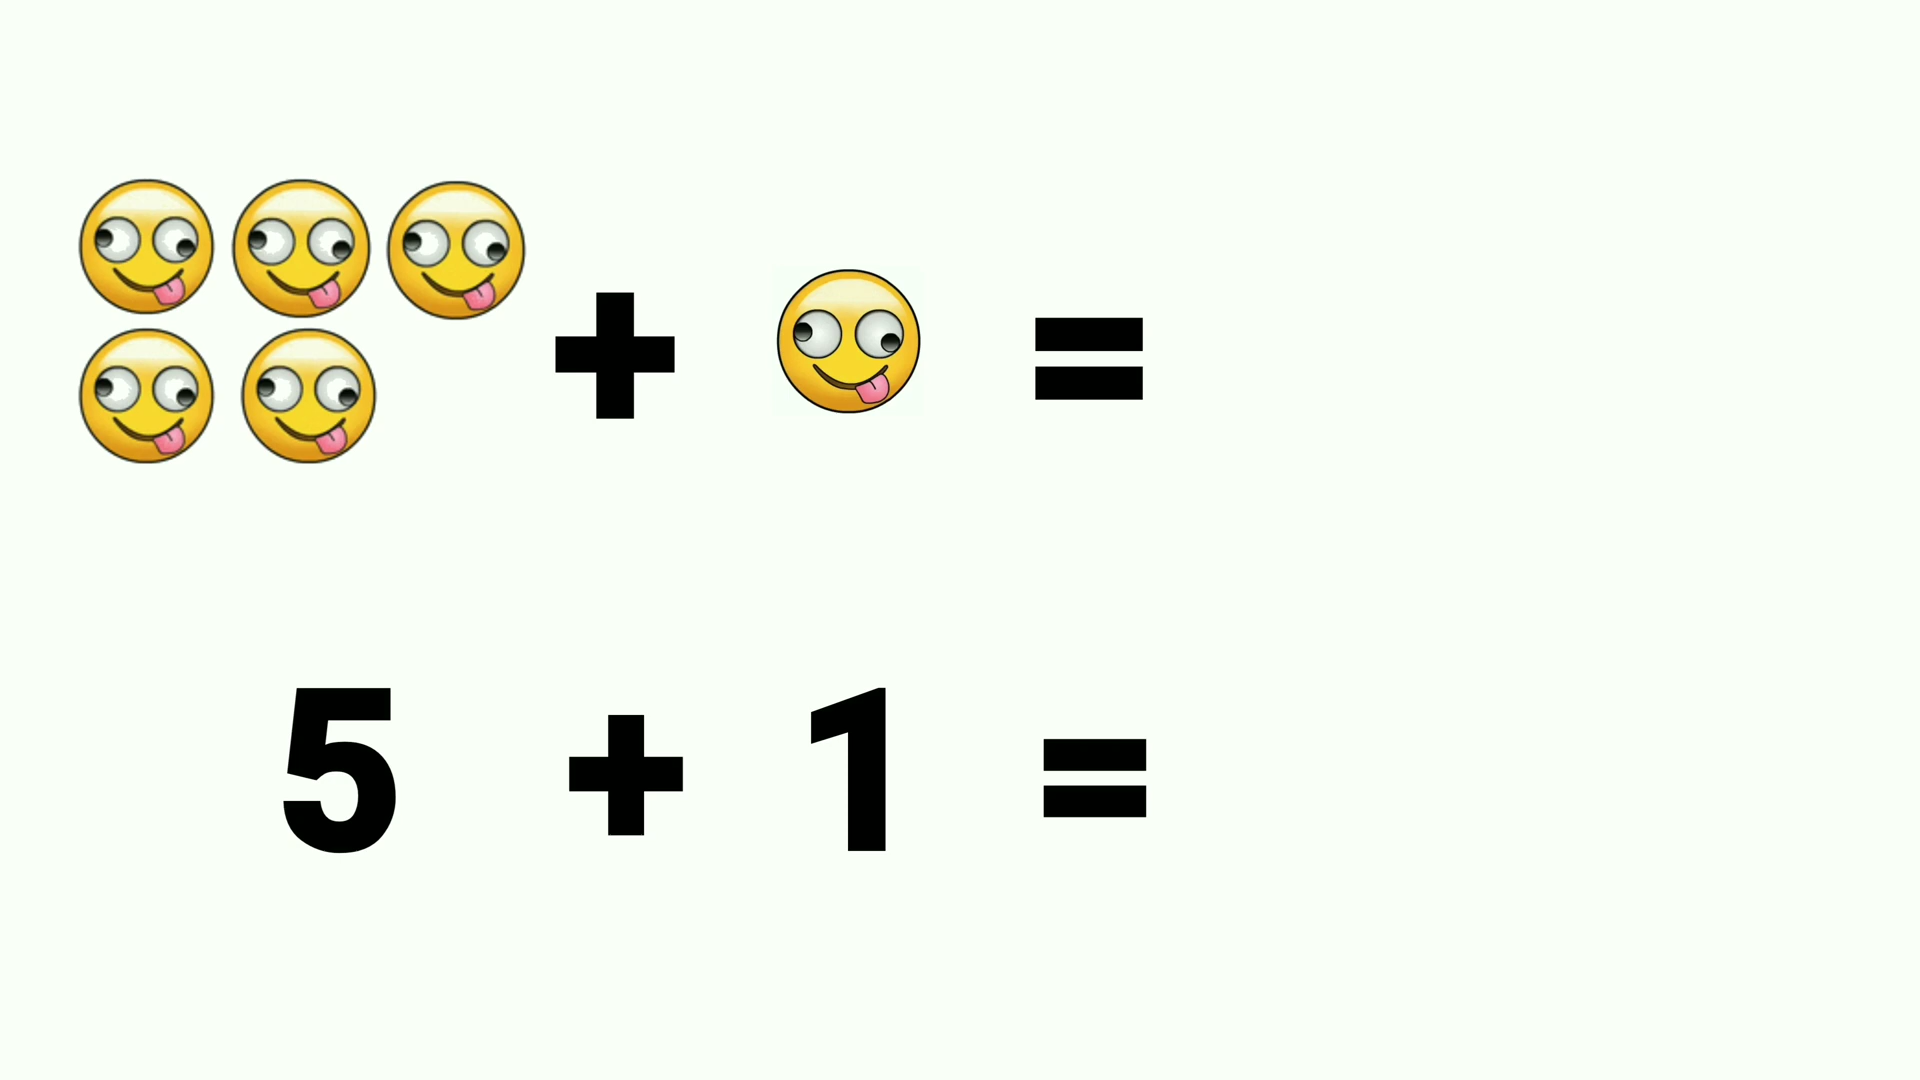 + =
5 + 1 =